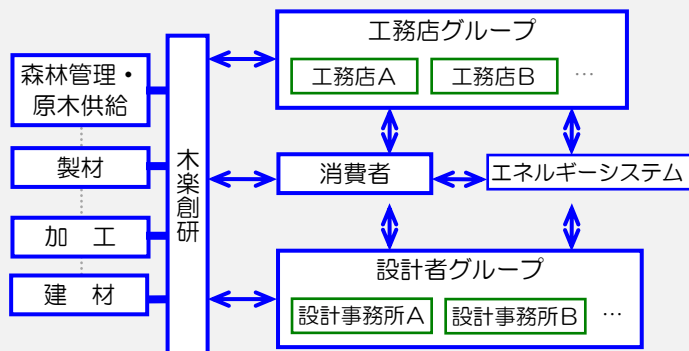 工務店グループ
工務店A
工務店B
…
森林管理・
原木供給
製材
加　工
建　材
木楽創研
消費者
エネルギーシステム
設計者グループ
設計事務所A
設計事務所B
…